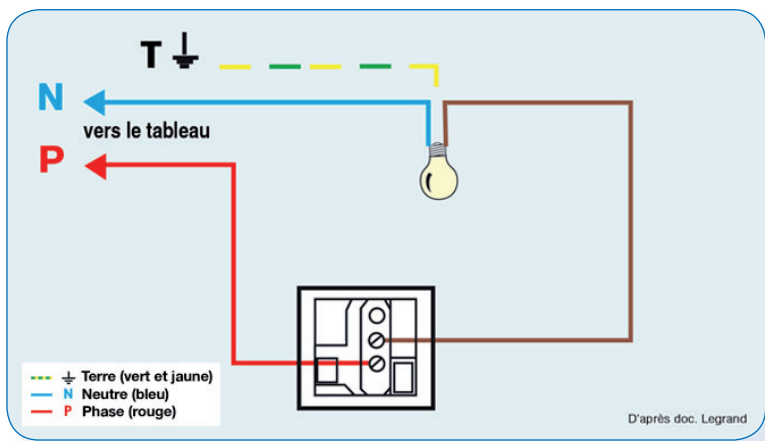 T
N
vers le tableau
P
Terre (vert et jaune)
N Neutre (bleu)
P Phase (rouge)
D'après doc. Legrand